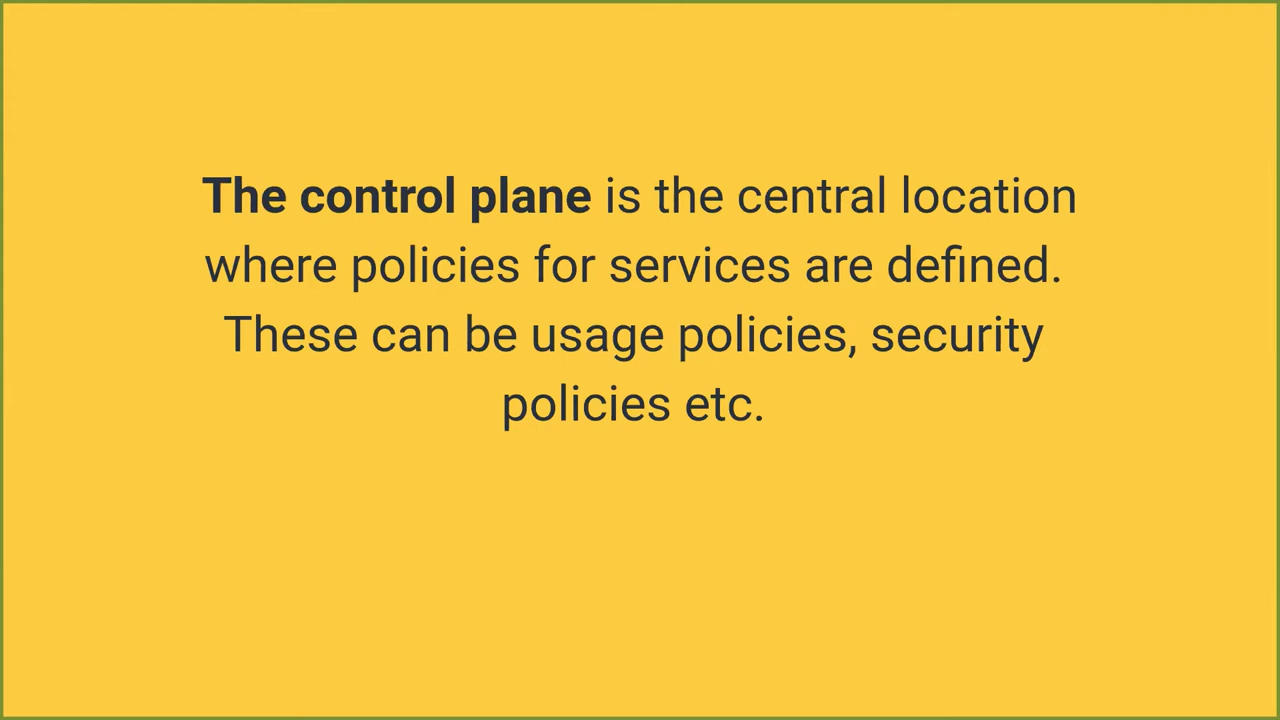 The control plane is the central location
where policies for services are defined.
These can be usage policies, security
policies etc.